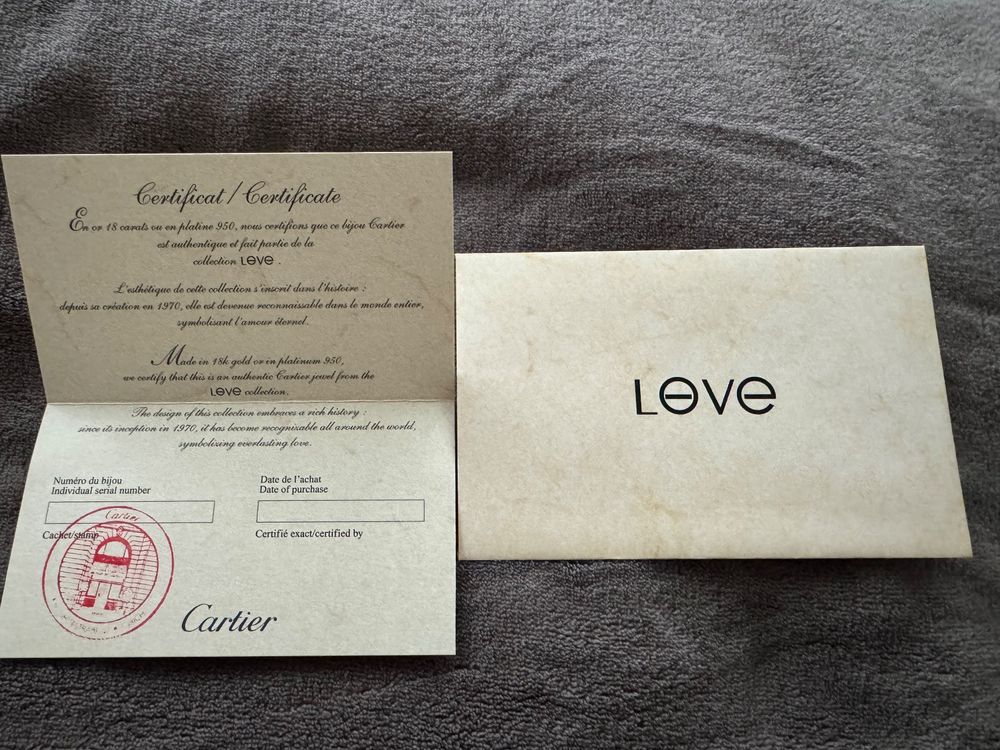 Certificat / Certificate
En or 18 carats ou en platine 950, nous certifions que ce bijou Cartier
est authentique et fait partie de la
collection LOVE .
L'esthétique de cette collection s'inscrit dans l'histoire :
depuis sa création en 1970, elle est devenue reconnaissable dans le monde entier,
symbolisant l'amour éternel.
Made in 18k gold or in platinum 950,
we certify that this is an authentic Cartier jewel from the
LOVE collection.
The design of this collection embraces a rich history :
since its inception in 1970, it has become recognizable all around the world,
symbolizing everlasting love.
Numéro du bijou
Individual serial number
Date de l'achat
Date of purchase
Cachet/stamp
Certifié exact/certified by
Cartier
Cartier
LOVE